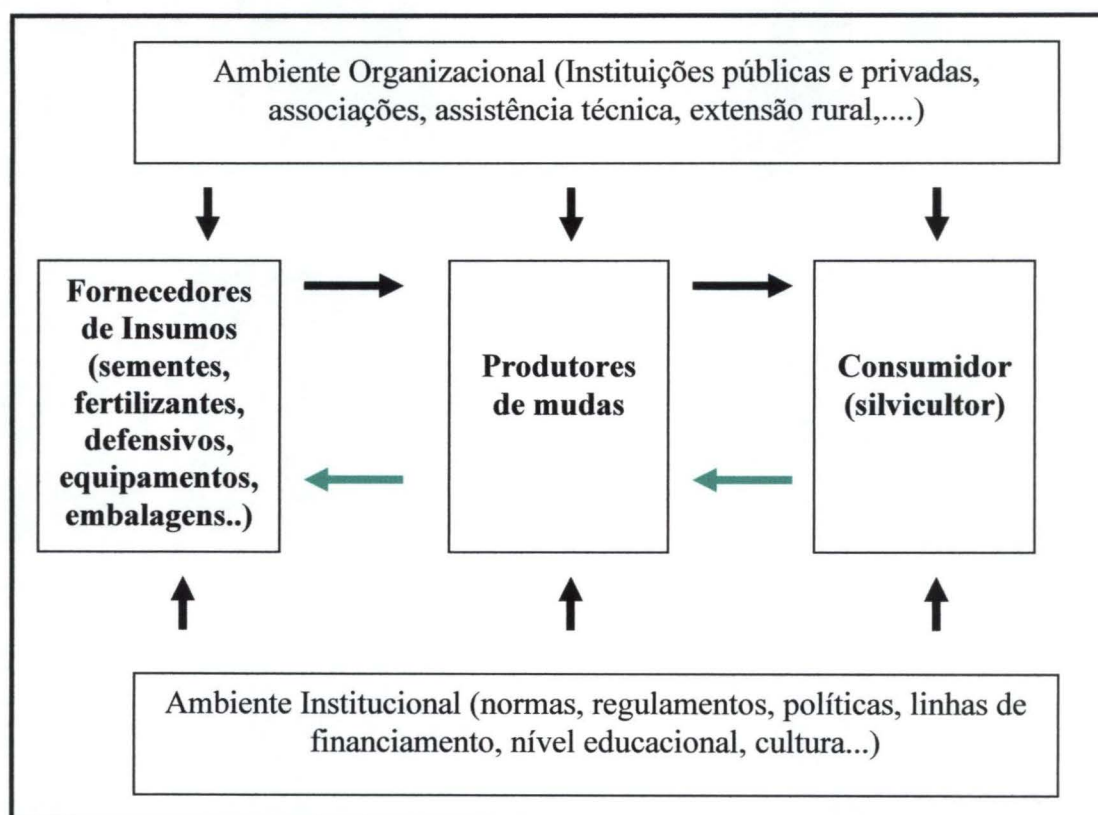 Ambiente Organizacional (Instituições públicas e privadas,
associações, assistência técnica, extensão rural,....)
Fornecedores
de Insumos
(sementes,
fertilizantes,
defensivos,
equipamentos,
embalagens..)
Produtores
de mudas
Consumidor
(silvicultor)
Ambiente Institucional (normas, regulamentos, políticas, linhas de
financiamento, nível educacional, cultura...)